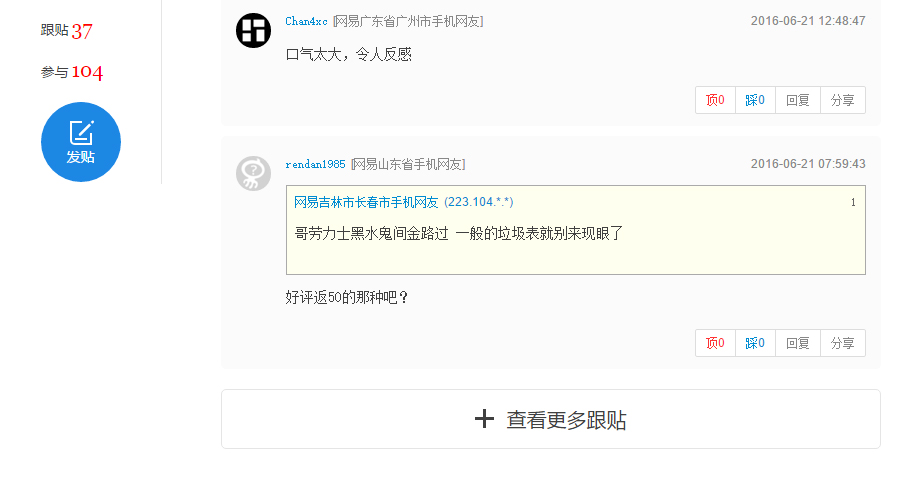 跟贴 37
参与 104
发贴
Chan4xc [网易广东省广州市手机网友] 2016-06-21 12:48:47
口气太大，令人反感
顶0 踩0 回复 分享
rendan1985 [网易山东省手机网友] 2016-06-21 07:59:43
网易吉林市长春市手机网友 (223.104.*.*) 1
哥劳力士黑水鬼间金路过 一般的垃圾表就别来现眼了
好评返50的那种吧？
顶0 踩0 回复 分享
查看更多跟贴